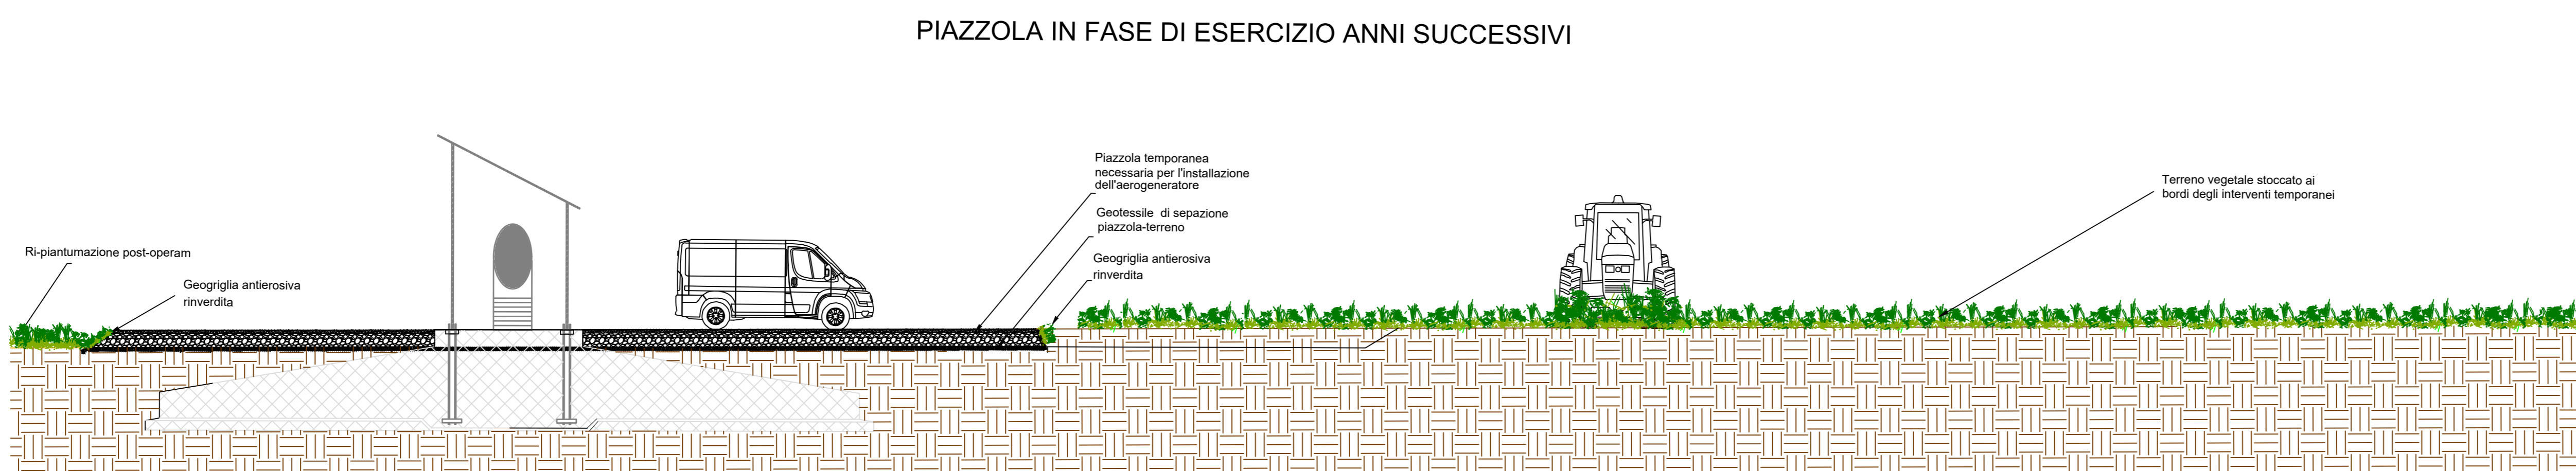 PIAZZOLA IN FASE DI ESERCIZIO ANNI SUCCESSIVI
Ri-piantumazione post-operam
Geogriglia antierosiva
rinverdita
Piazzola temporanea
necessaria per l'installazione
dell'aerogeneratore
Geotessile di sepazione
piazzola-terreno
Geogriglia antierosiva
rinverdita
Terreno vegetale stoccato ai
bordi degli interventi temporanei